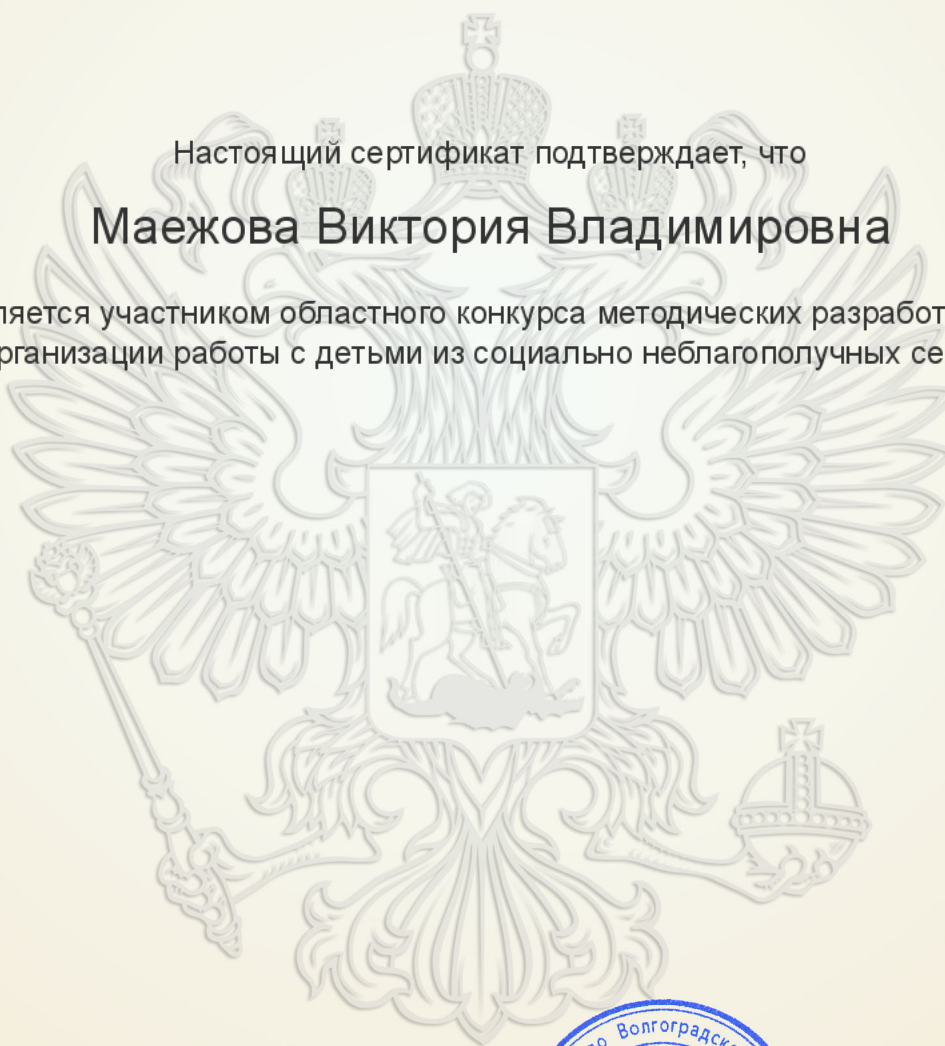 Настоящий сертификат подтверждает, что
Маежова Виктория Владимировна
ляется участником областного конкурса методических разработ
рганизации работы с детьми из социально неблагополучных се
Волгоградск